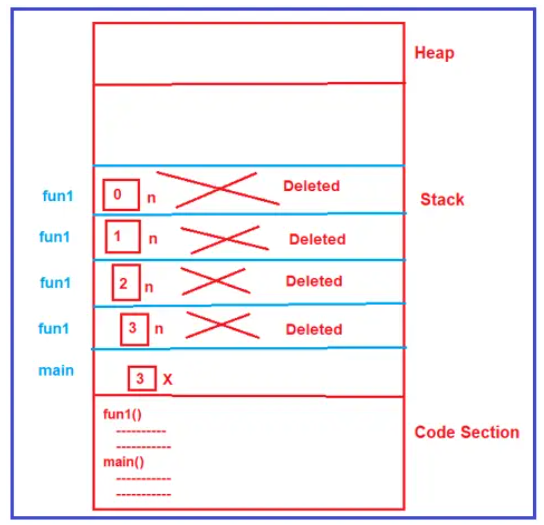 Heap
fun1 0 n Deleted
Stack
fun1 1 n Deleted
fun1 2 n Deleted
fun1 3 n Deleted
main 3 X
fun1()
----------
-----------
Code Section
main()
-----------
-----------